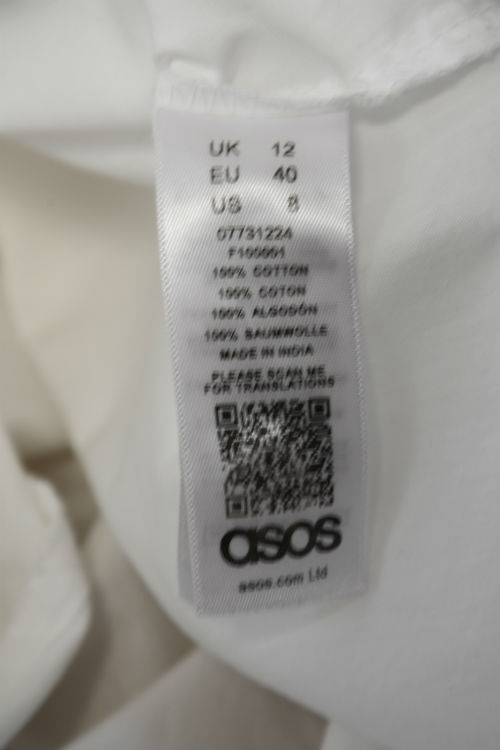 UK 12
EU 40
US 8
07731224
F100001
100% COTTON
100% COTON
100% ALGODÓN
100% BAUMWOLLE
MADE IN INDIA
PLEASE SCAN ME
FOR TRANSLATIONS
asos
asos.com Ltd